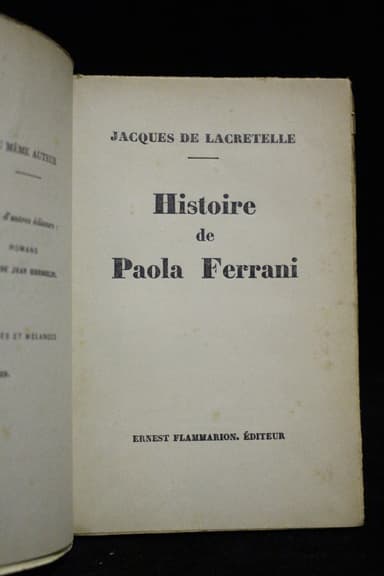 MÊME AUTEUR
d'autres éditeurs :
ROMANS
JEAN HERMELIN
ET MÉLANGES
JACQUES DE LACRETELLE
Histoire
de
Paola Ferrani
ERNEST FLAMMARION, ÉDITEUR